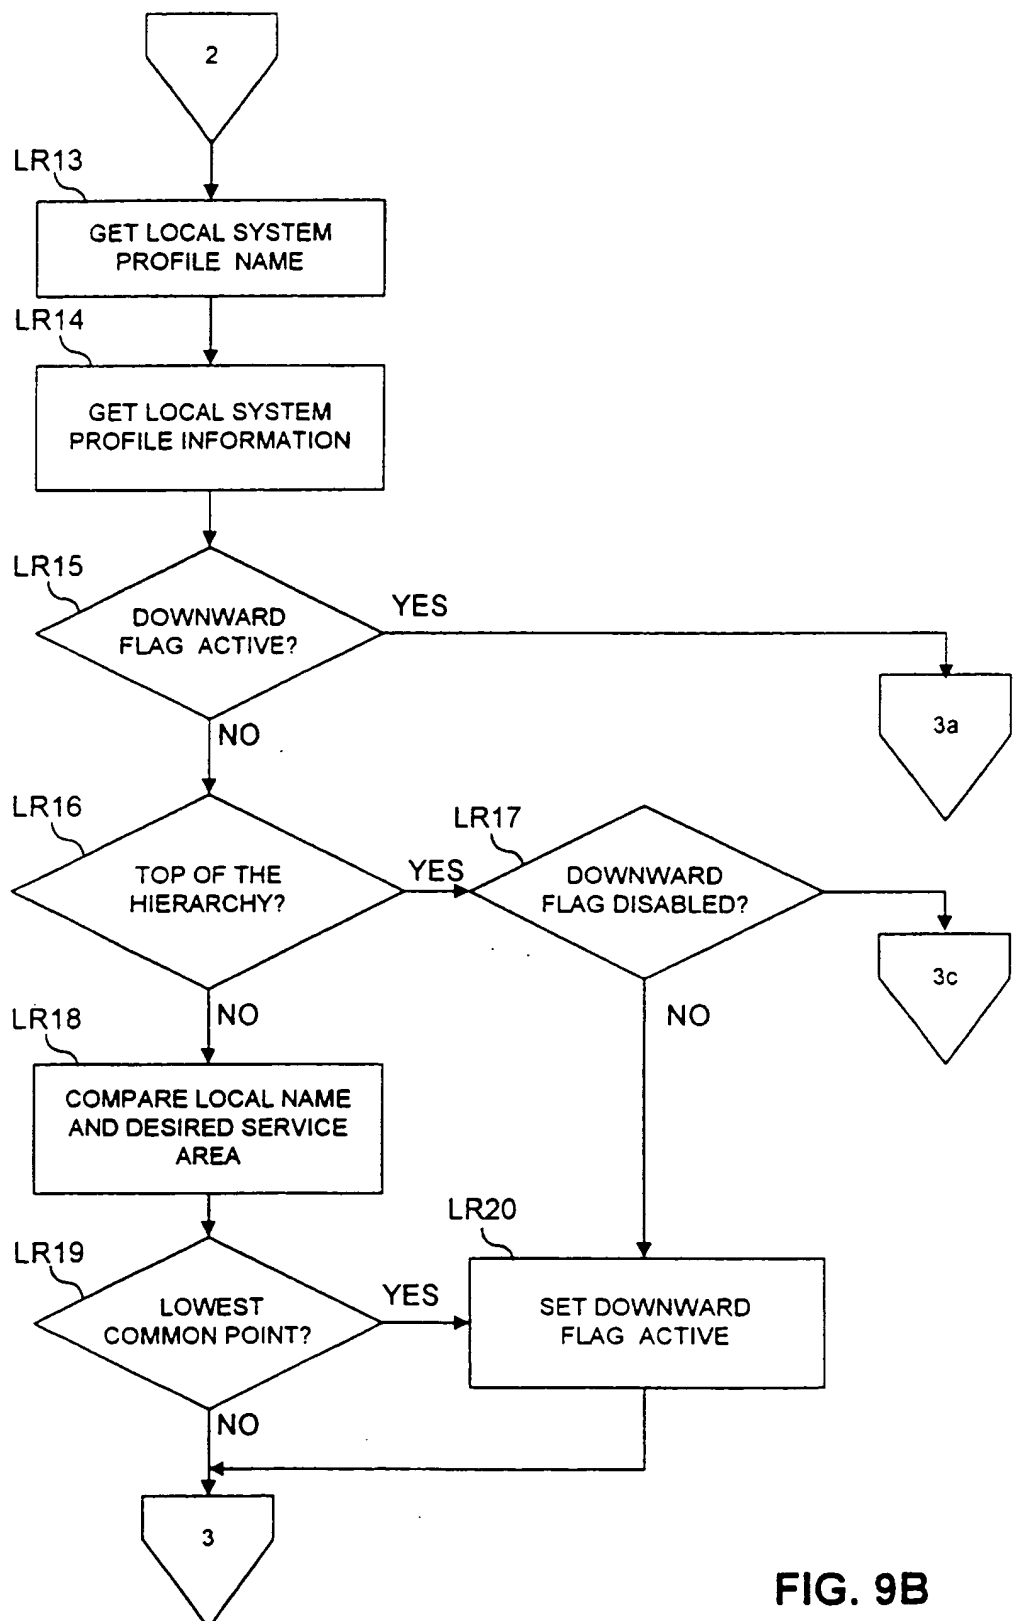 2
LR13
GET LOCAL SYSTEM
PROFILE NAME
LR14
GET LOCAL SYSTEM
PROFILE INFORMATION
LR15
DOWNWARD
FLAG ACTIVE?
YES
3a
NO
LR16
TOP OF THE
HIERARCHY?
YES
LR17
DOWNWARD
FLAG DISABLED?
3c
NO
NO
LR18
COMPARE LOCAL NAME
AND DESIRED SERVICE
AREA
LR19
LOWEST
COMMON POINT?
YES
LR20
SET DOWNWARD
FLAG ACTIVE
NO
3
FIG. 9B